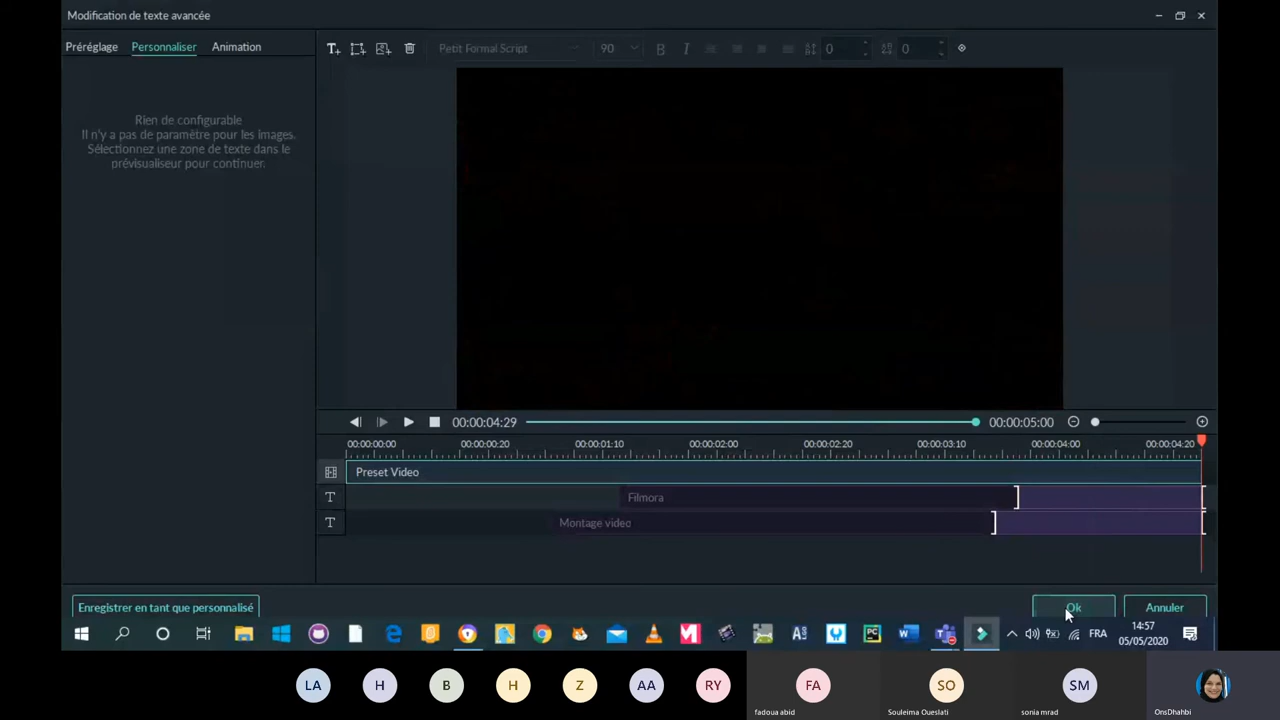 Modification de texte avancée
Préréglage Personnaliser Animation
Petit Formal Script 90 B I 0 0
Rien de configurable
Il n'y a pas de paramètre pour les images.
Sélectionnez une zone de texte dans le
prévisualiseur pour continuer.
00:00:04:29 00:00:05:00
00:00:00:00 00:00:00:20 00:00:01:10 00:00:02:00 00:00:02:20 00:00:03:10 00:00:04:00 00:00:04:20
Preset Video
T Filmora
T Montage video
Enregistrer en tant que personnalisé Ok Annuler
FRA
14:57
05/05/2020
LA H B H Z AA RY FA SO SM
fadoua abid Souleima Oueslati sonia mrad OnsDhahbi